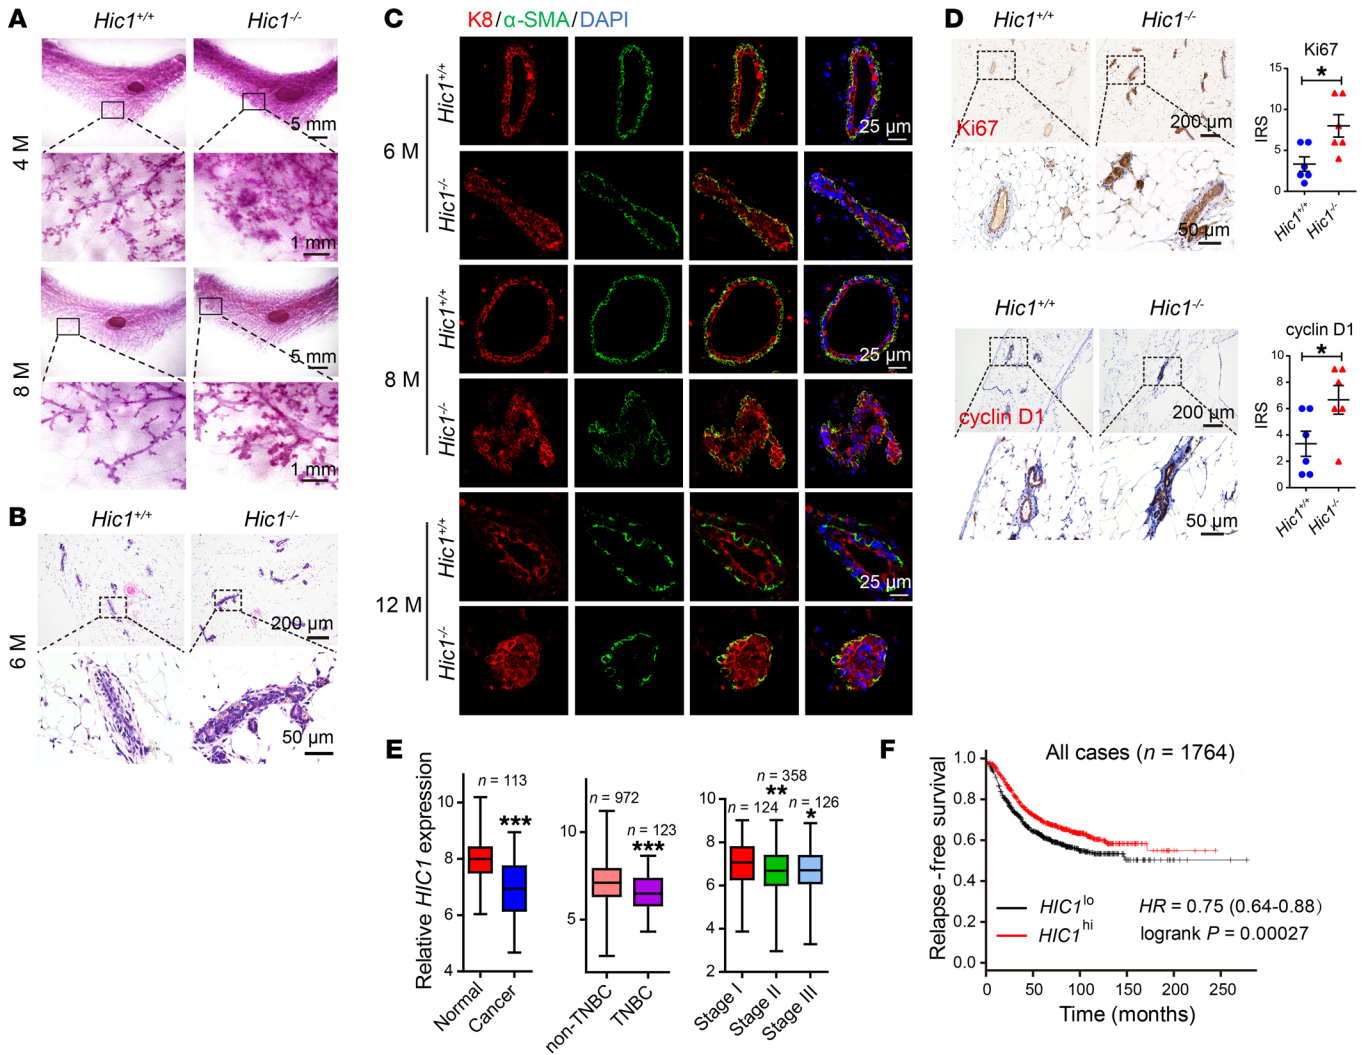 A
Hic1+/+
Hic1-/-
4 M
5 mm
1 mm
8 M
5 mm
1 mm
B
Hic1+/+
Hic1-/-
6 M
200 µm
50 µm
C
K8/α-SMA/DAPI
6 M
Hic1+/+
25 µm
Hic1-/-
8 M
Hic1+/+
25 µm
Hic1-/-
12 M
Hic1+/+
25 µm
Hic1-/-
D
Hic1+/+
Hic1-/-
Ki67
200 µm
50 µm
Ki67
*
IRS
15
10
5
0
Hic1+/+
Hic1-/-
Hic1+/+
Hic1-/-
cyclin D1
200 µm
50 µm
cyclin D1
*
IRS
10
8
6
4
2
0
Hic1+/+
Hic1-/-
E
Relative HIC1 expression
n = 113
***
10
8
6
4
Normal
Cancer
n = 972
n = 123
***
10
5
non-TNBC
TNBC
n = 358
**
n = 124
n = 126
*
10
8
6
4
2
Stage I
Stage II
Stage III
F
All cases (n = 1764)
Relapse-free survival
1.0
0.8
0.6
0.4
0.2
0.0
HIC1lo
HIC1hi
HR = 0.75 (0.64-0.88)
logrank P = 0.00027
0 50 100 150 200 250
Time (months)